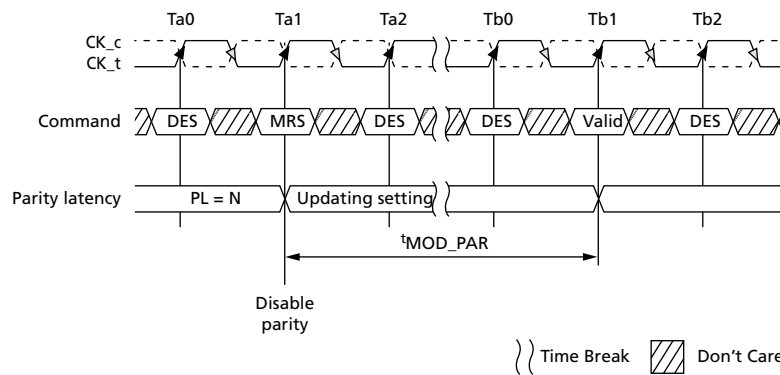 Ta0 Ta1 Ta2 Tb0 Tb1 Tb2
CK_c
CK_t
Command DES MRS DES DES Valid DES
Parity latency PL = N Updating setting
tMOD_PAR
Disable
parity
Time Break Don't Care